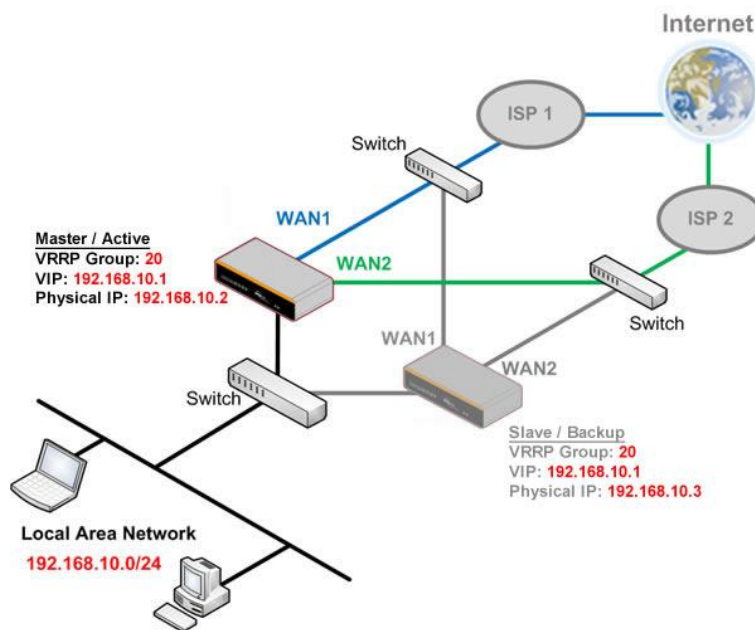 Internet
ISP 1
Switch
WAN1
Master / Active
VRRP Group: 20
VIP: 192.168.10.1
Physical IP: 192.168.10.2
WAN2
ISP 2
Switch
WAN1
WAN2
Switch
Slave / Backup
VRRP Group: 20
VIP: 192.168.10.1
Physical IP: 192.168.10.3
Local Area Network
192.168.10.0/24